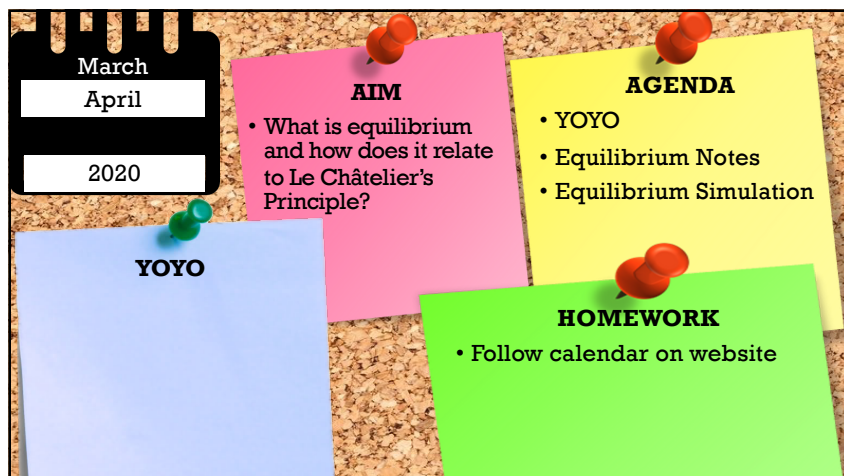 March
April
2020
AIM
• What is equilibrium
and how does it relate
to Le Châtelier’s
Principle?
AGENDA
• YOYO
• Equilibrium Notes
• Equilibrium Simulation
YOYO
HOMEWORK
• Follow calendar on website